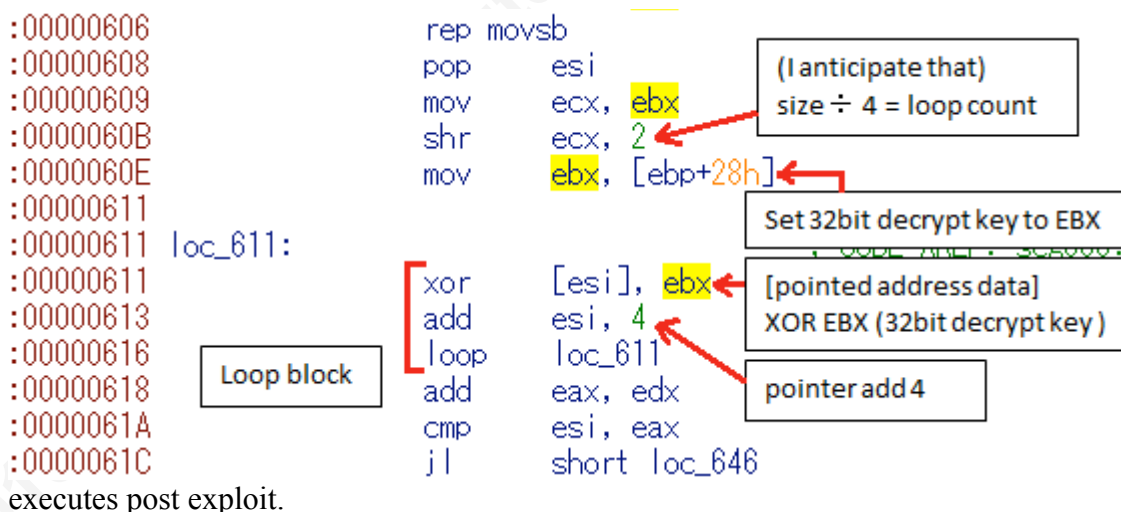 :00000606 rep movsb
:00000608 pop esi
(I anticipate that)
:00000609 mov ecx, ebx
size ÷ 4 = loop count
:0000060B shr ecx, 2
:0000060E mov ebx, [ebp+28h]
:00000611
Set 32bit decrypt key to EBX
:00000611 loc_611:
:00000611 xor [esi], ebx
[pointed address data]
:00000613 add esi, 4
XOR EBX (32bit decrypt key )
:00000616 loop loc_611
Loop block
:00000618 add eax, edx
pointer add 4
:0000061A cmp esi, eax
:0000061C jl short loc_646
executes post exploit.